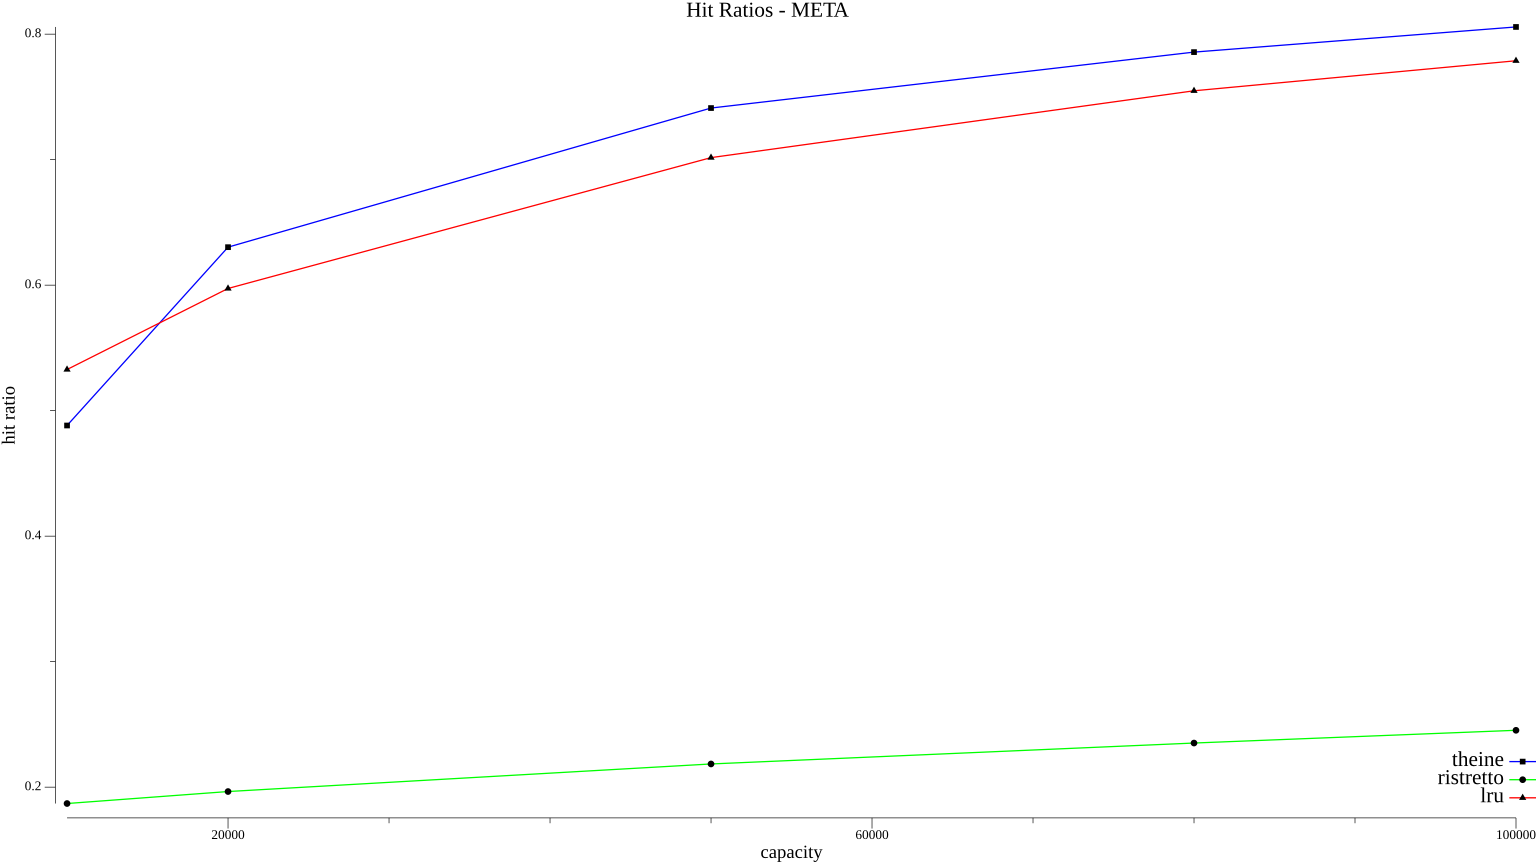 Hit Ratios - META
0.8
0.6
hit ratio
0.4
0.2
theine
ristretto
lru
20000
60000
100000
capacity